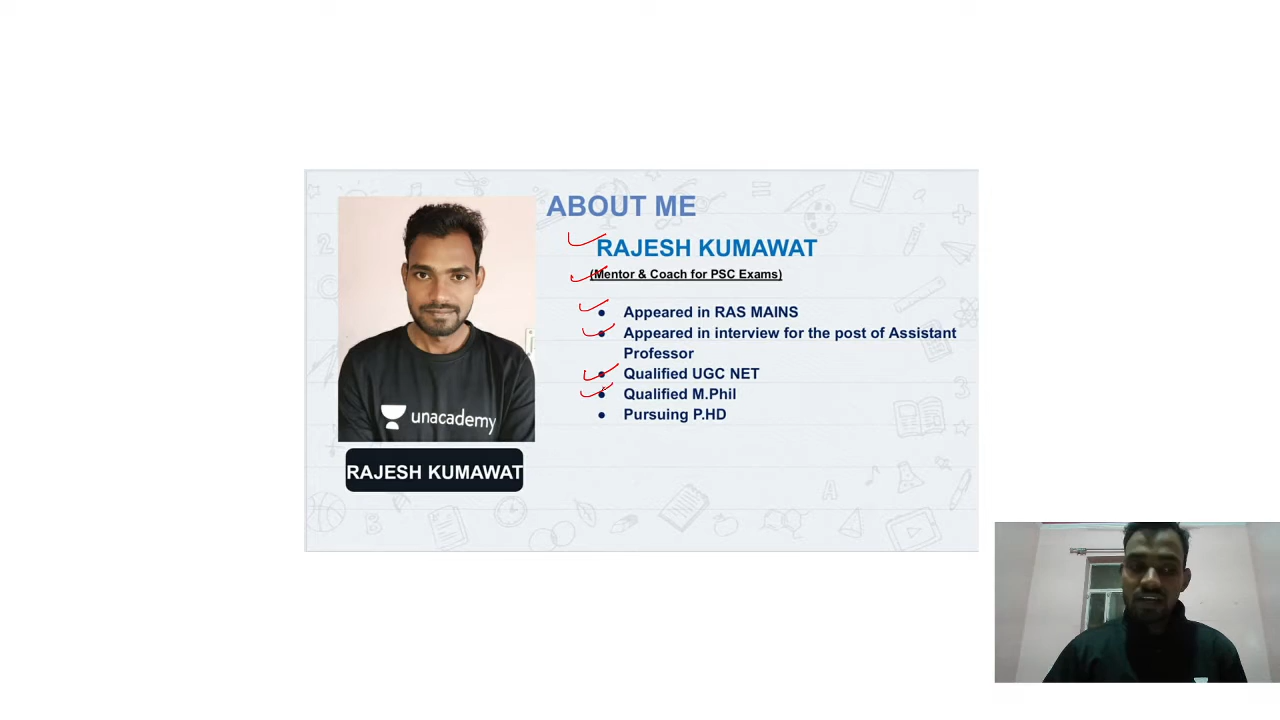 ABOUT ME
RAJESH KUMAWAT
(Mentor & Coach for PSC Exams)
● Appeared in RAS MAINS
● Appeared in interview for the post of Assistant
Professor
● Qualified UGC NET
● Qualified M.Phil
● Pursuing P.HD
unacademy
RAJESH KUMAWAT